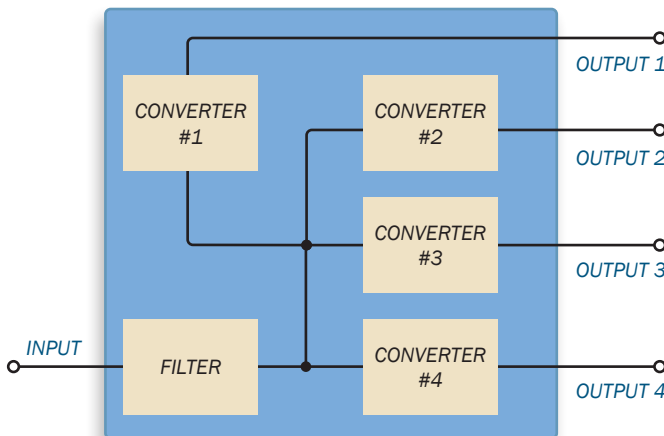 OUTPUT 1
CONVERTER
#1
CONVERTER
#2
OUTPUT 2
CONVERTER
#3
OUTPUT 3
INPUT
FILTER
CONVERTER
#4
OUTPUT 4